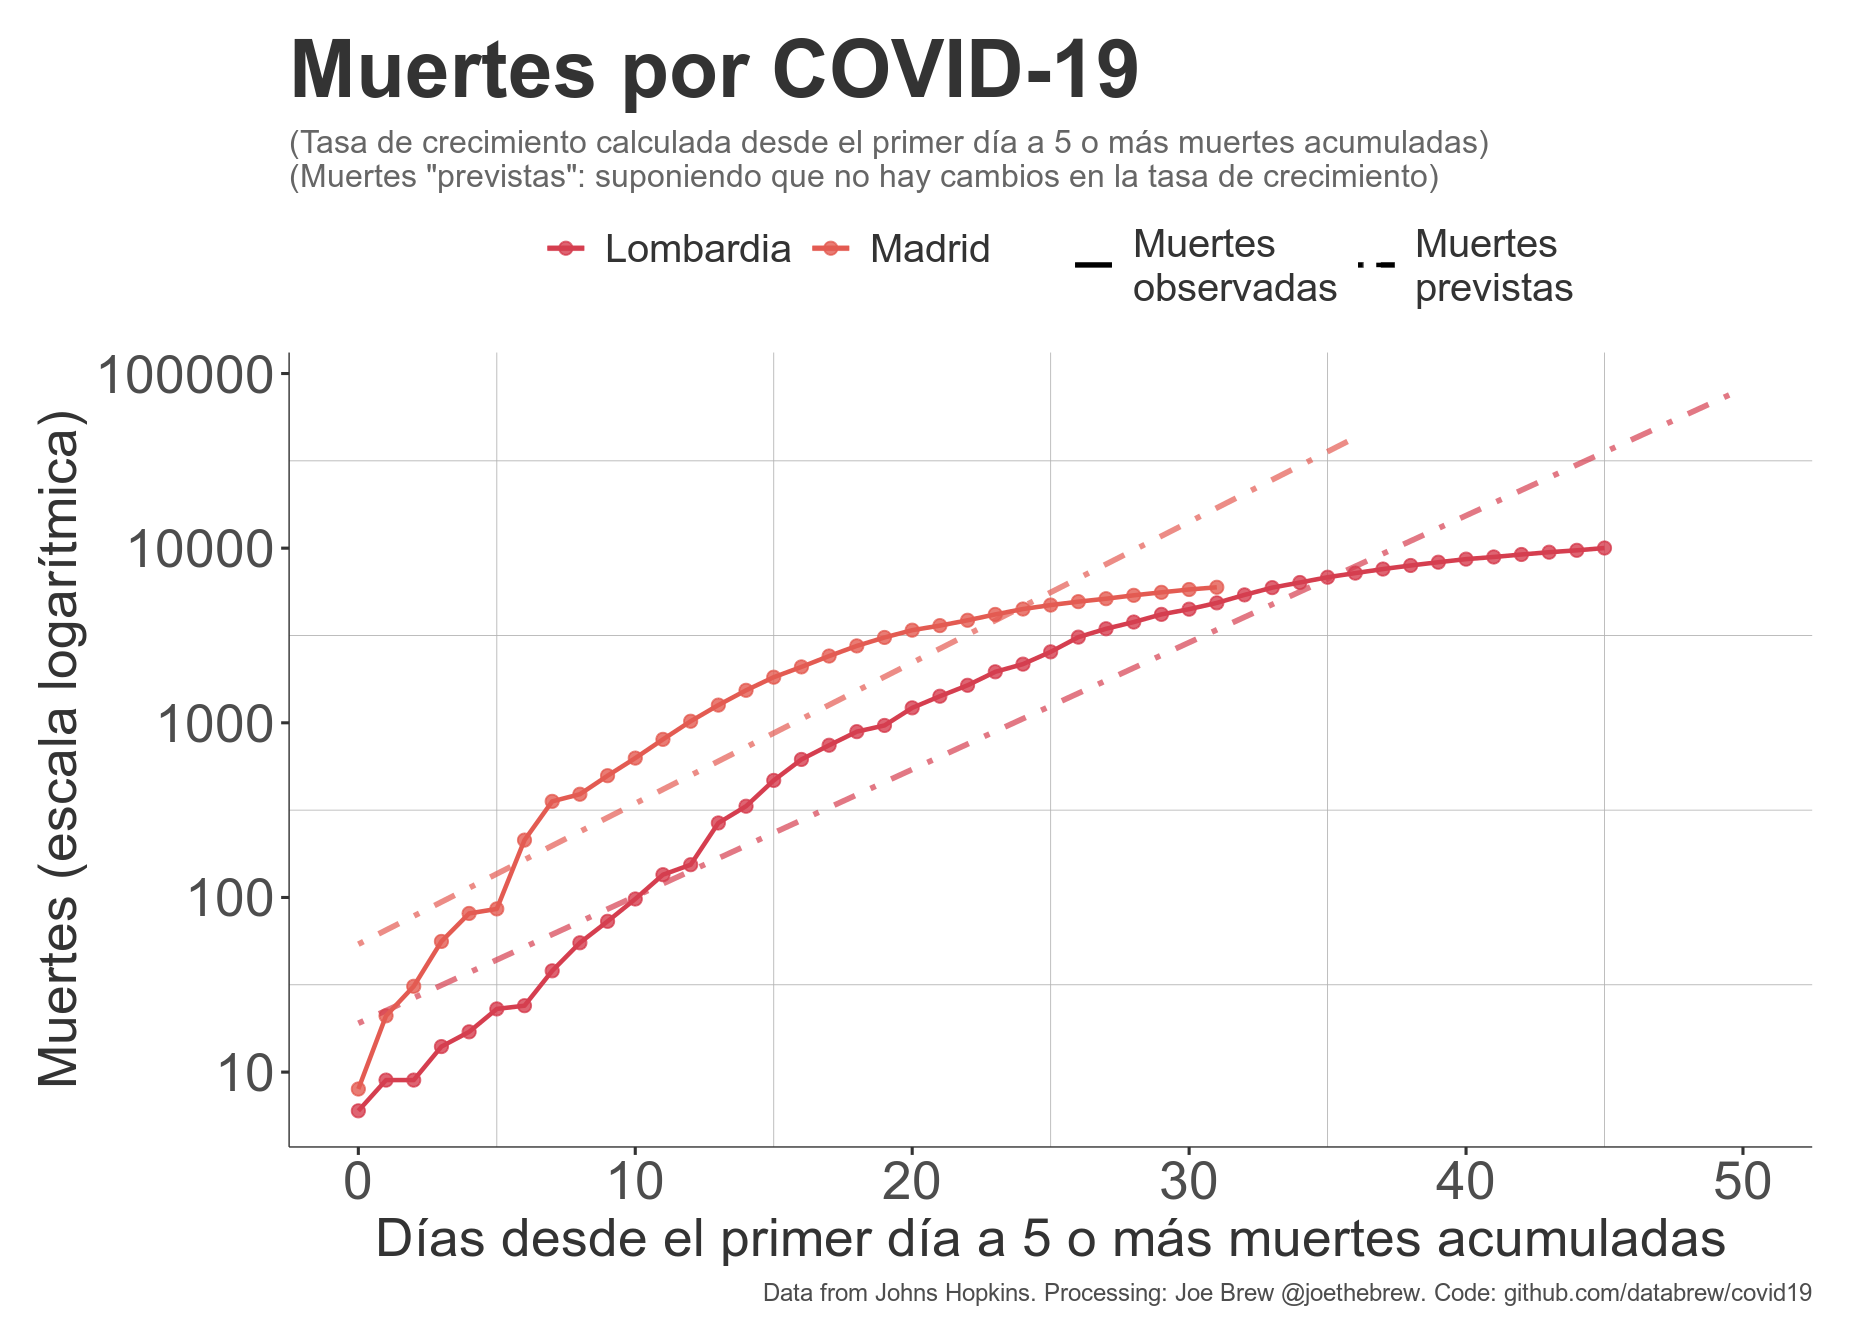 Muertes por COVID-19
(Tasa de crecimiento calculada desde el primer día a 5 o más muertes acumuladas)
(Muertes "previstas": suponiendo que no hay cambios en la tasa de crecimiento)
Lombardia
Madrid
Muertes
observadas
Muertes
previstas
Muertes (escala logarítmica)
100000
10000
1000
100
10
0 10 20 30 40 50
Días desde el primer día a 5 o más muertes acumuladas
Data from Johns Hopkins. Processing: Joe Brew @joethebrew. Code: github.com/databrew/covid19